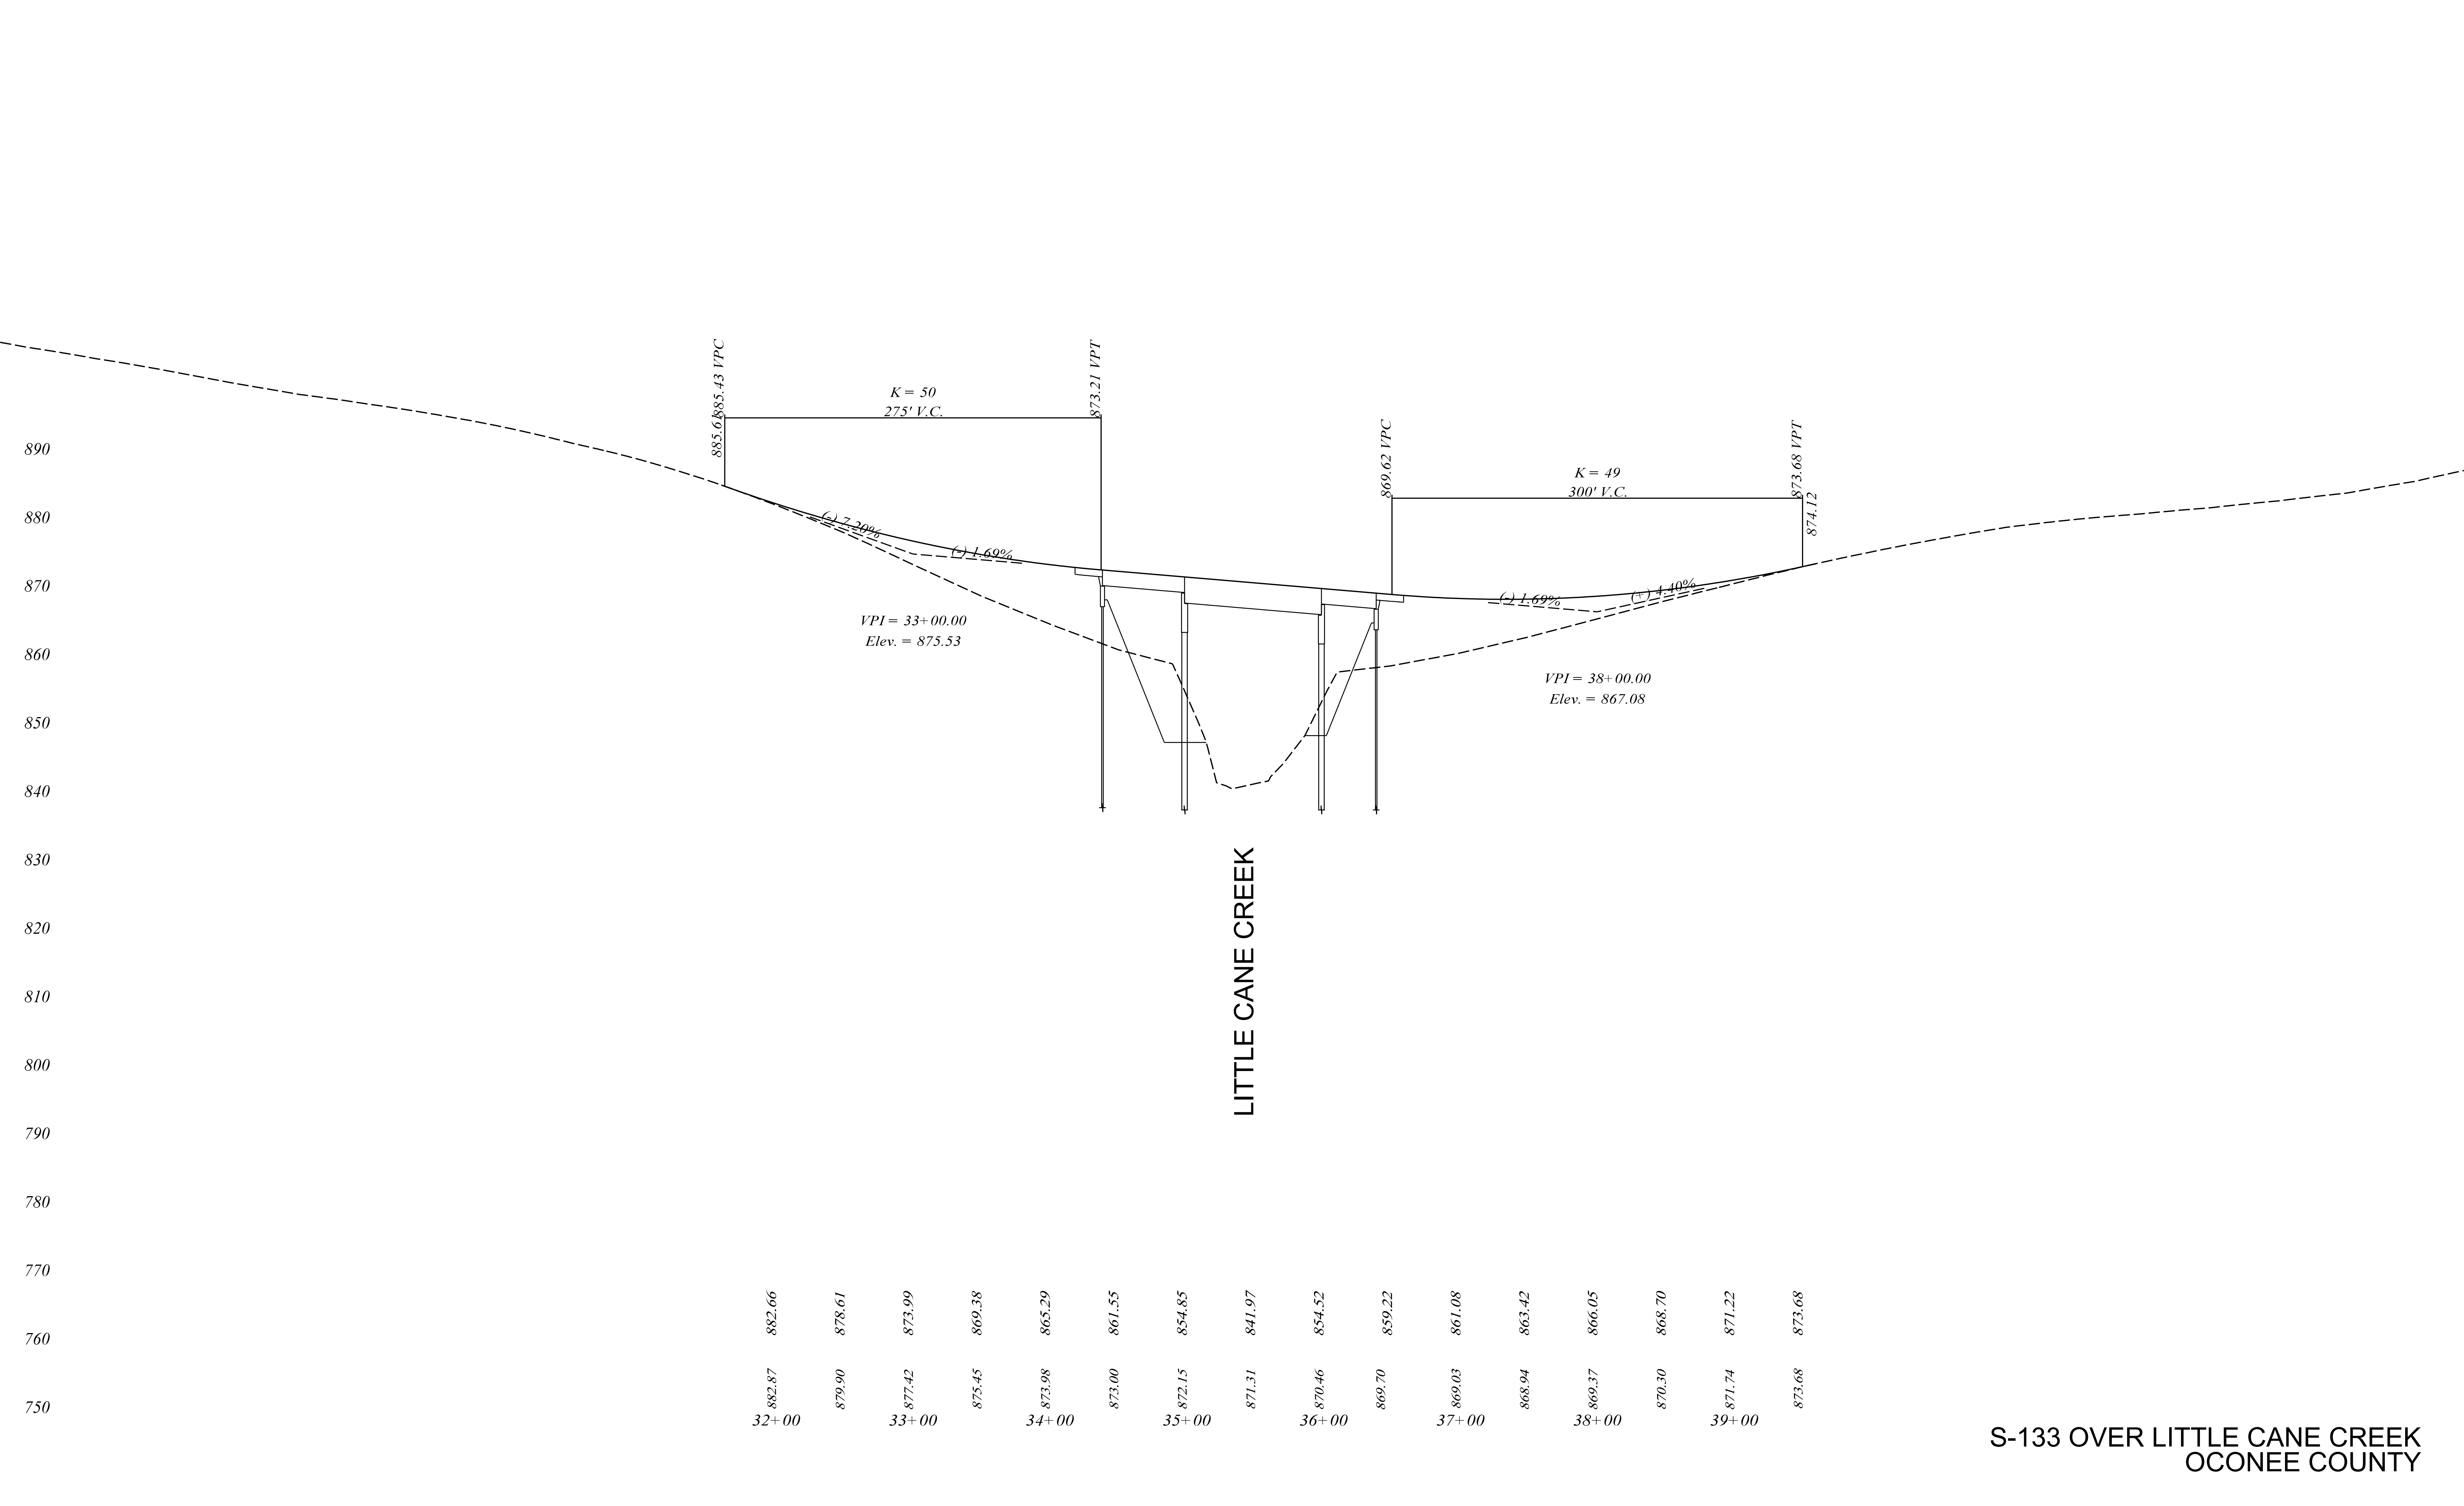 885.43 VPC
885.61
K = 50
275' V.C.
873.21 VPT
869.62 VPC
K = 49
300' V.C.
873.68 VPT
874.12
890
880
870
860
850
840
830
820
810
800
790
780
770
760
750
(-) 7.20%
(-) 1.69%
(-) 1.69%
(+) 4.40%
VPI = 33+00.00
Elev. = 875.53
VPI = 38+00.00
Elev. = 867.08
LITTLE CANE CREEK
882.66 878.61 873.99 869.38 865.29 861.55 854.85 841.97 854.52 859.22 861.08 863.42 866.05 868.70 871.22 873.68
882.87 879.90 877.42 875.45 873.98 873.00 872.15 871.31 870.46 869.70 869.03 868.94 869.37 870.30 871.74 873.68
32+00 33+00 34+00 35+00 36+00 37+00 38+00 39+00
S-133 OVER LITTLE CANE CREEK
OCONEE COUNTY